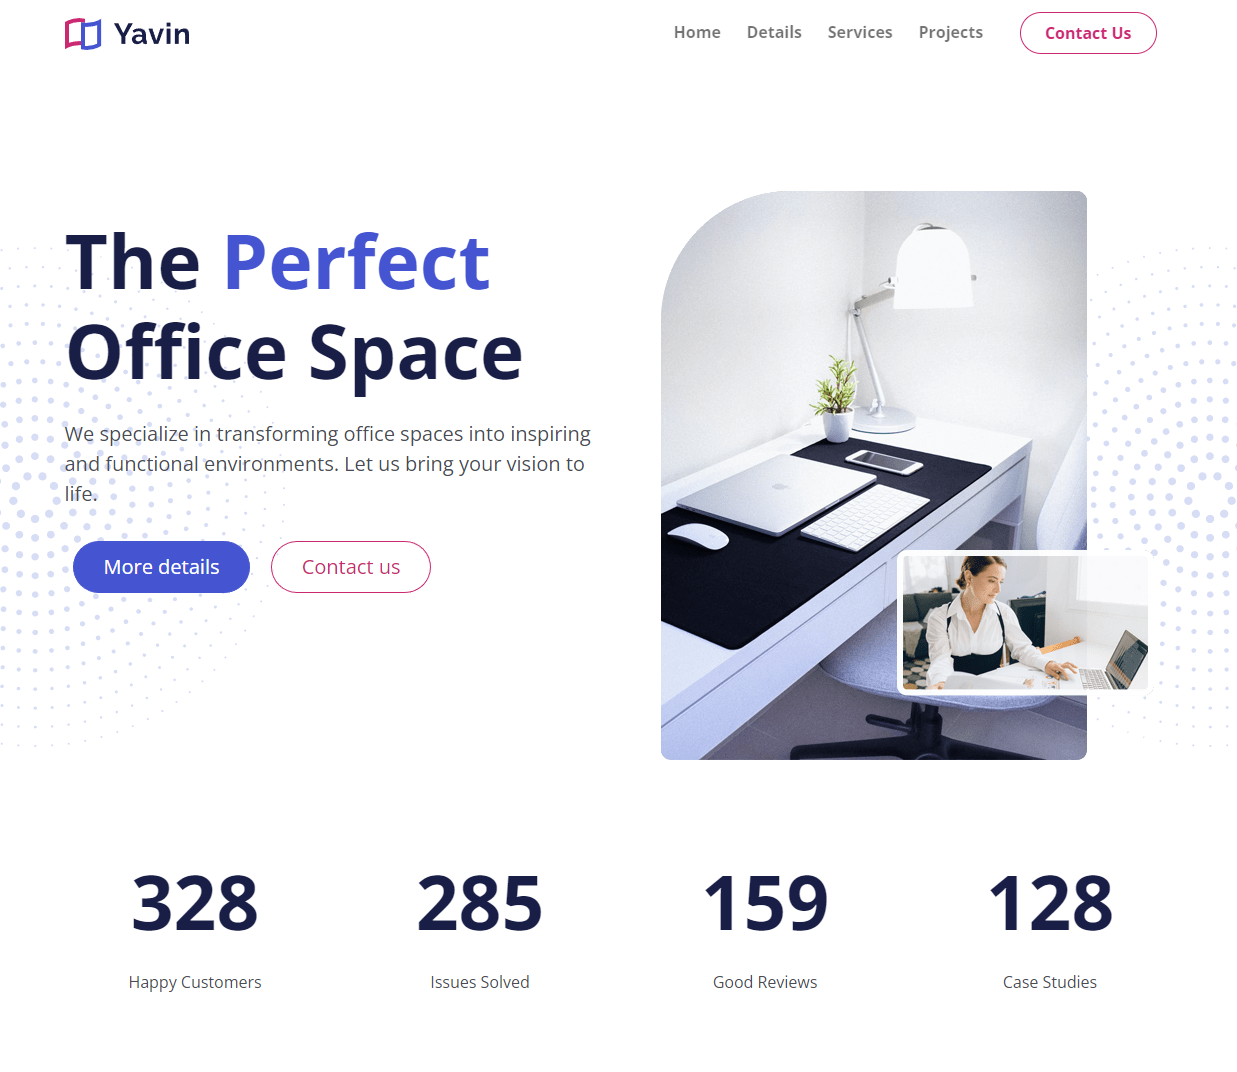 Yavin
Home Details Services Projects Contact Us
The Perfect
Office Space
We specialize in transforming office spaces into inspiring
and functional environments. Let us bring your vision to
life.
More details Contact us
328 285 159 128
Happy Customers Issues Solved Good Reviews Case Studies